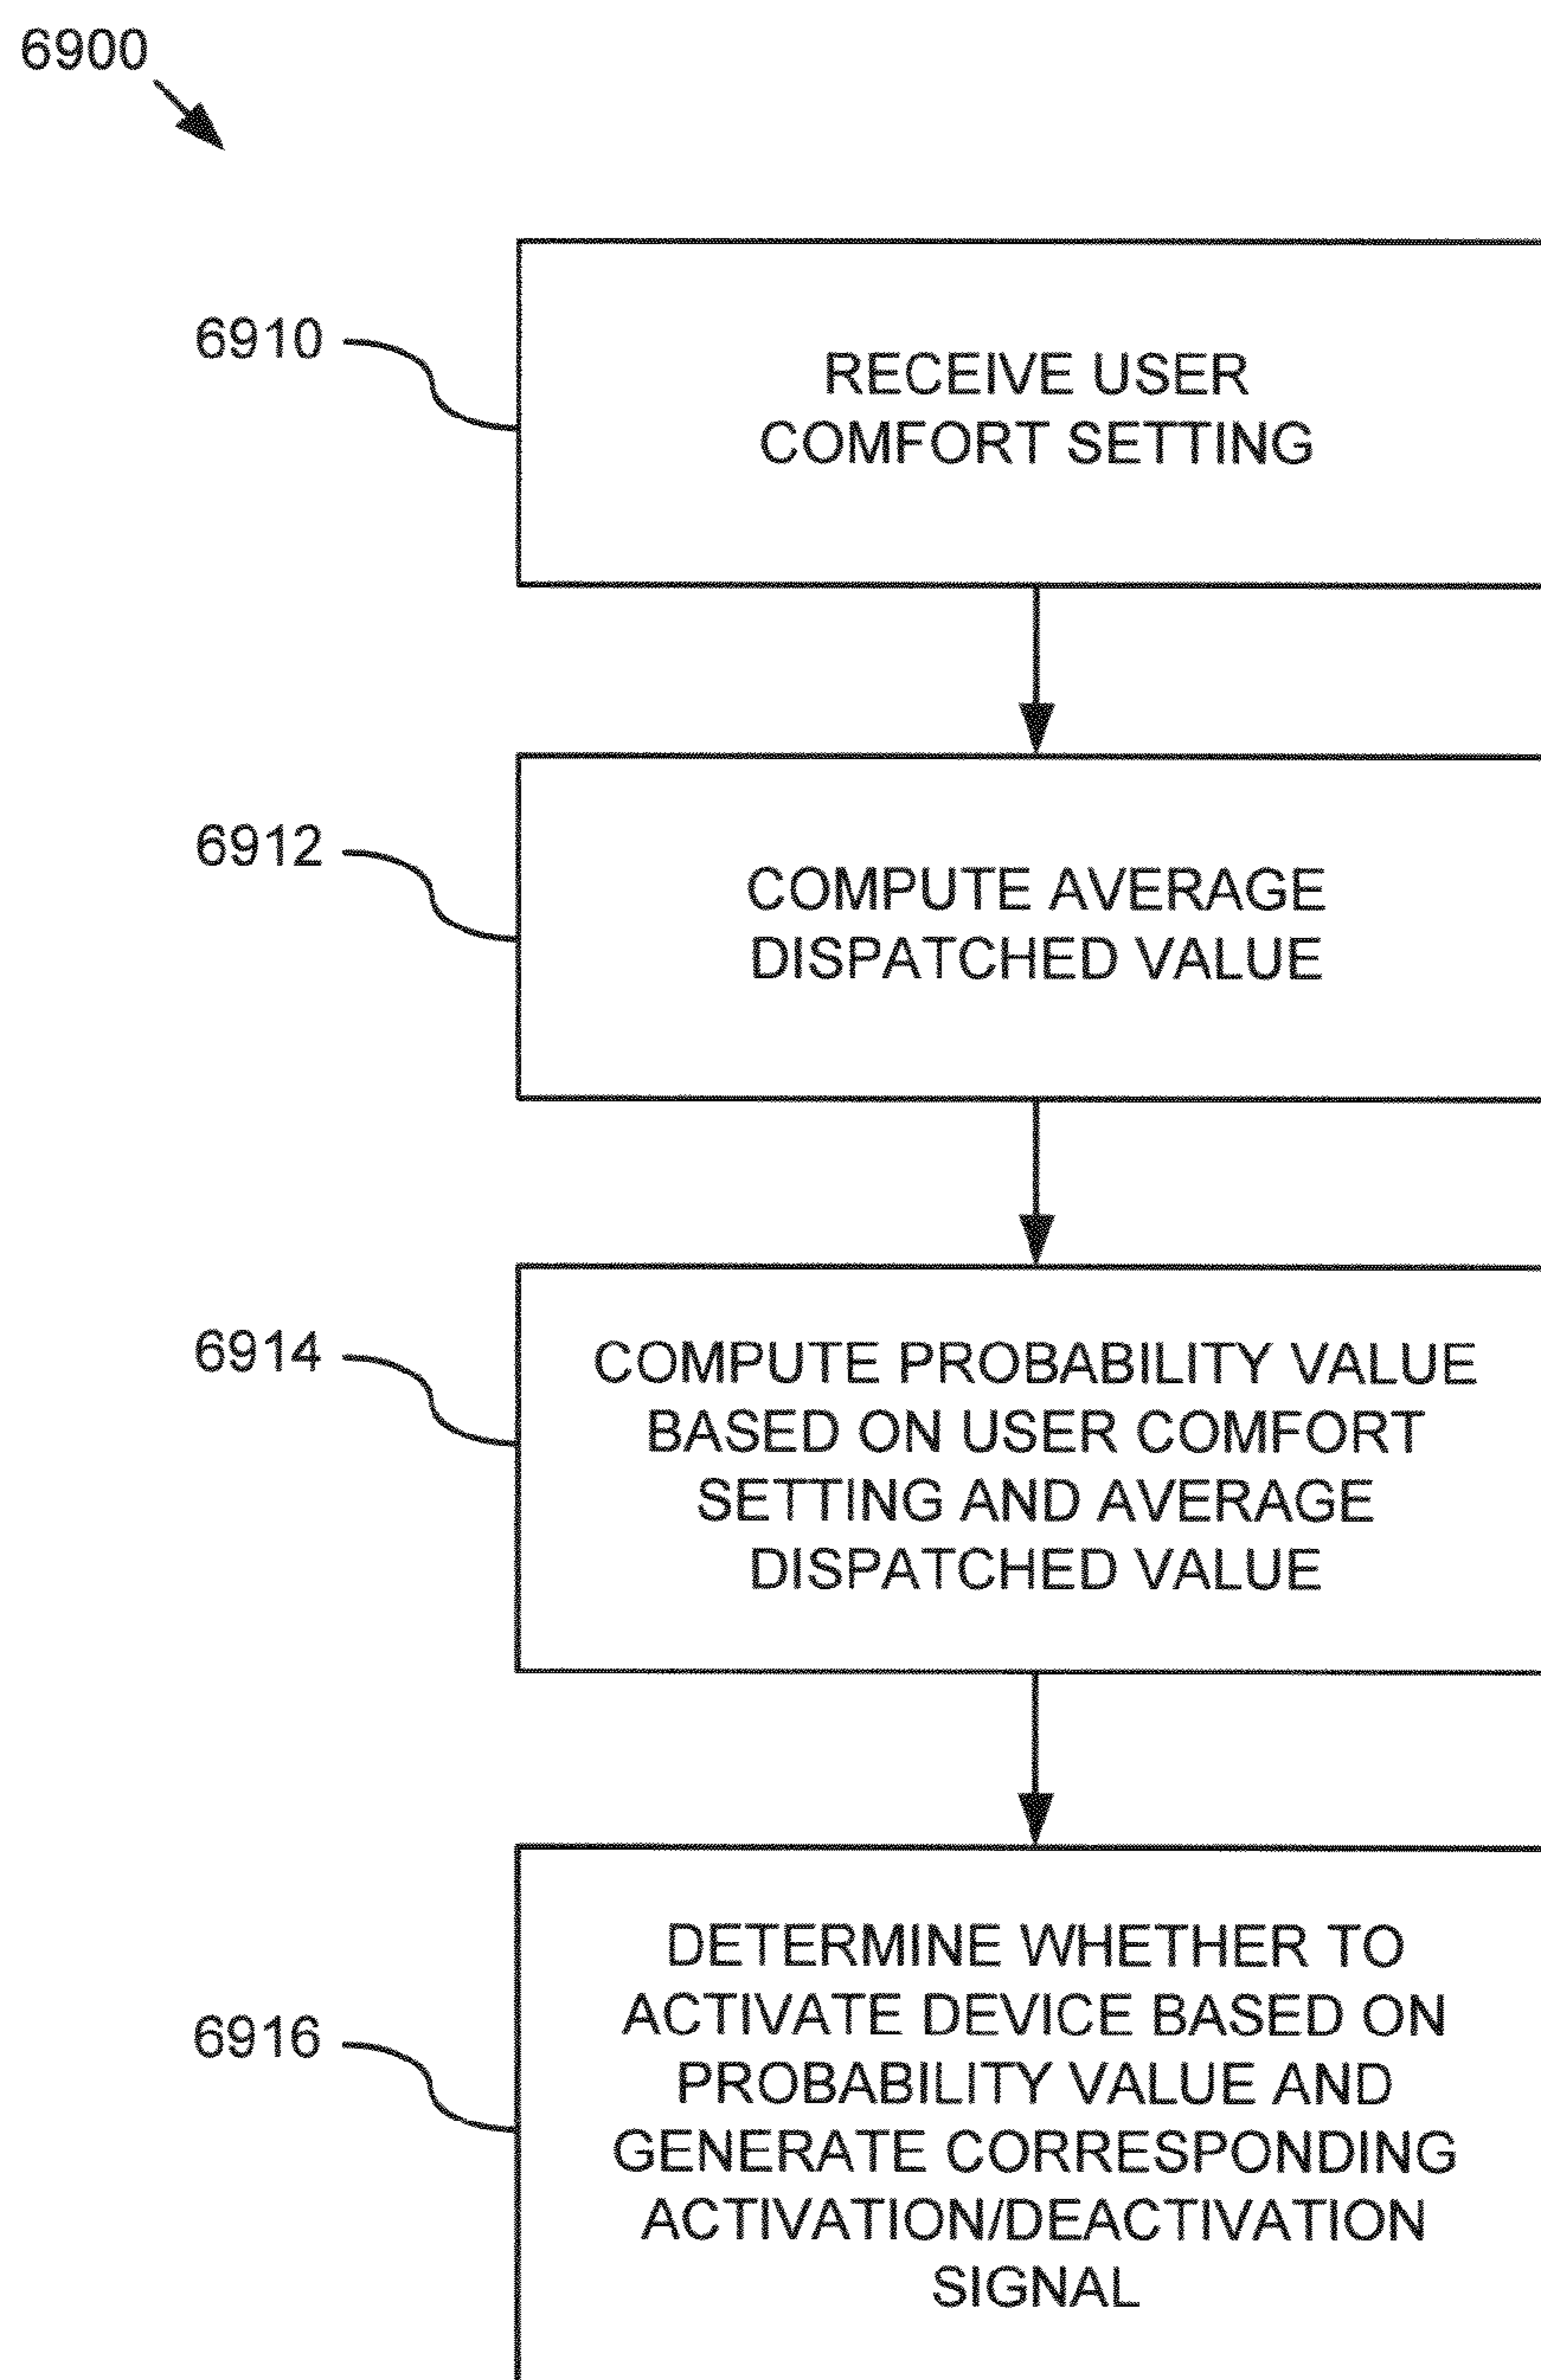 6900
6910
RECEIVE USER
COMFORT SETTING
6912
COMPUTE AVERAGE
DISPATCHED VALUE
6914
COMPUTE PROBABILITY VALUE
BASED ON USER COMFORT
SETTING AND AVERAGE
DISPATCHED VALUE
6916
DETERMINE WHETHER TO
ACTIVATE DEVICE BASED ON
PROBABILITY VALUE AND
GENERATE CORRESPONDING
ACTIVATION/DEACTIVATION
SIGNAL